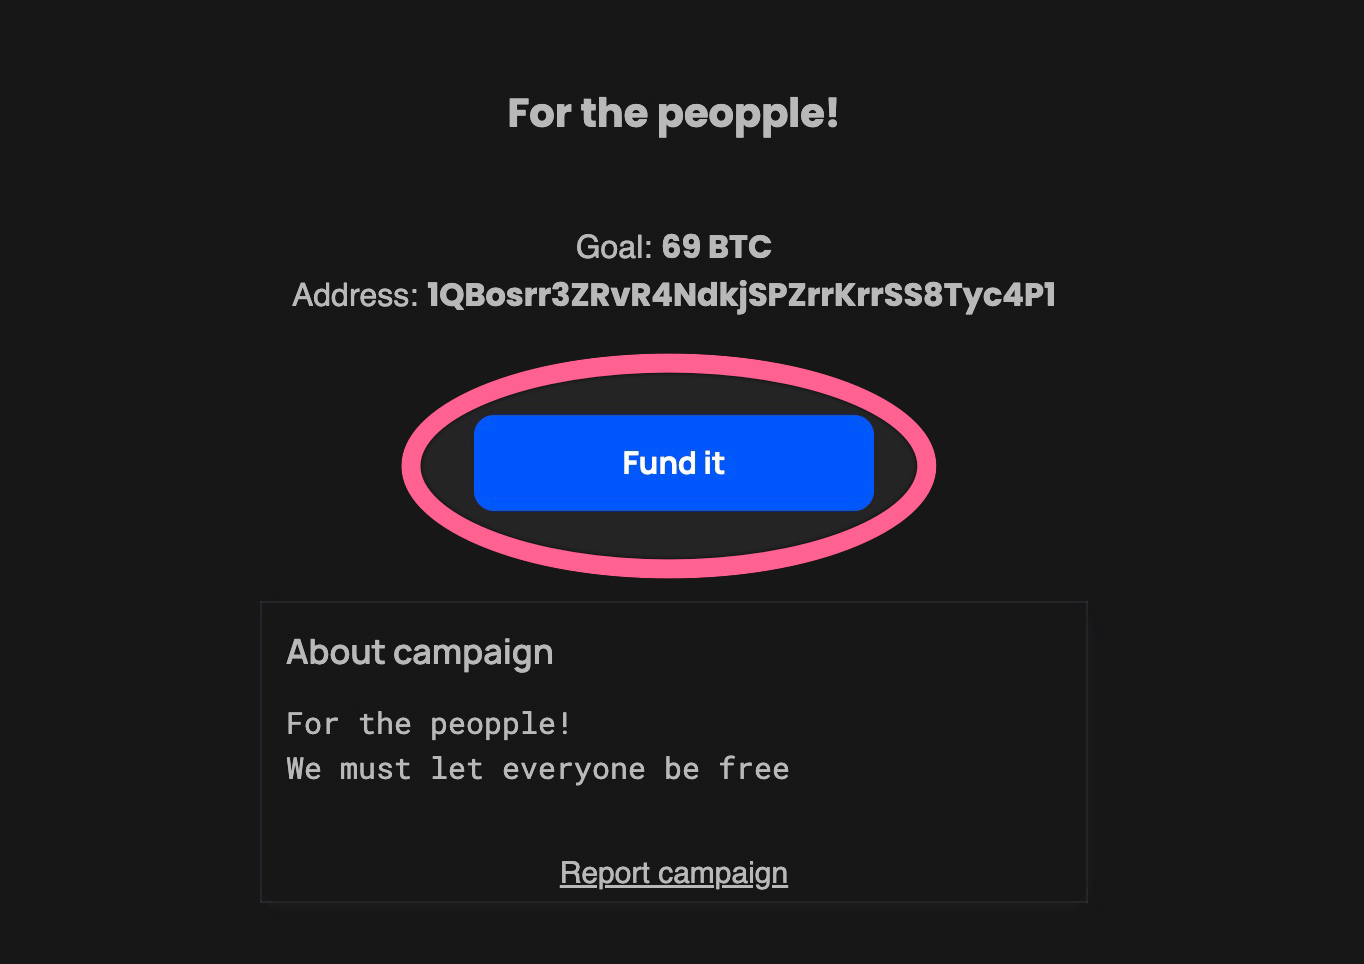 For the peopple!
Goal: 69 BTC
Address: 1QBosrr3ZRvR4NdkjSPZrrKrrSS8Tyc4P1
Fund it
About campaign
For the peopple!
We must let everyone be free
Report campaign